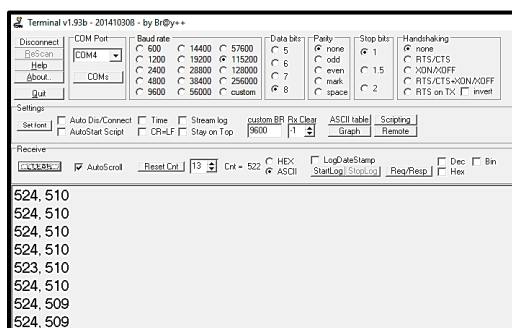 Terminal v1.93b - 20141030B - by Br@y++
Disconnect
ReScan
Help
About..
Quit
COM Port
COM4
COMs
Baud rate
600 14400 57600
1200 19200 115200
2400 28800 128000
4800 38400 256000
9600 56000 custom
Data bits
5
6
7
8
Parity
none
odd
even
mark
space
Stop bits
1
1.5
2
Handshaking
none
RTS/CTS
XON/XOFF
RTS/CTS+XON/XOFF
RTS on TX invert
Settings
Set font
Auto Dis/Connect Time Stream log
AutoStart Script CR=LF Stay on Top
custom BR Rx Clear
9600 -1
ASCII table Scripting
Graph Remote
Receive
CLEAR
AutoScroll
Reset Cnt
13
Cnt = 522
HEX
ASCII
LogDateStamp
StartLog StopLog
Req/Resp
Dec Bin
Hex
524, 510
524, 510
524, 510
524, 510
523, 510
524, 510
524, 509
524, 509